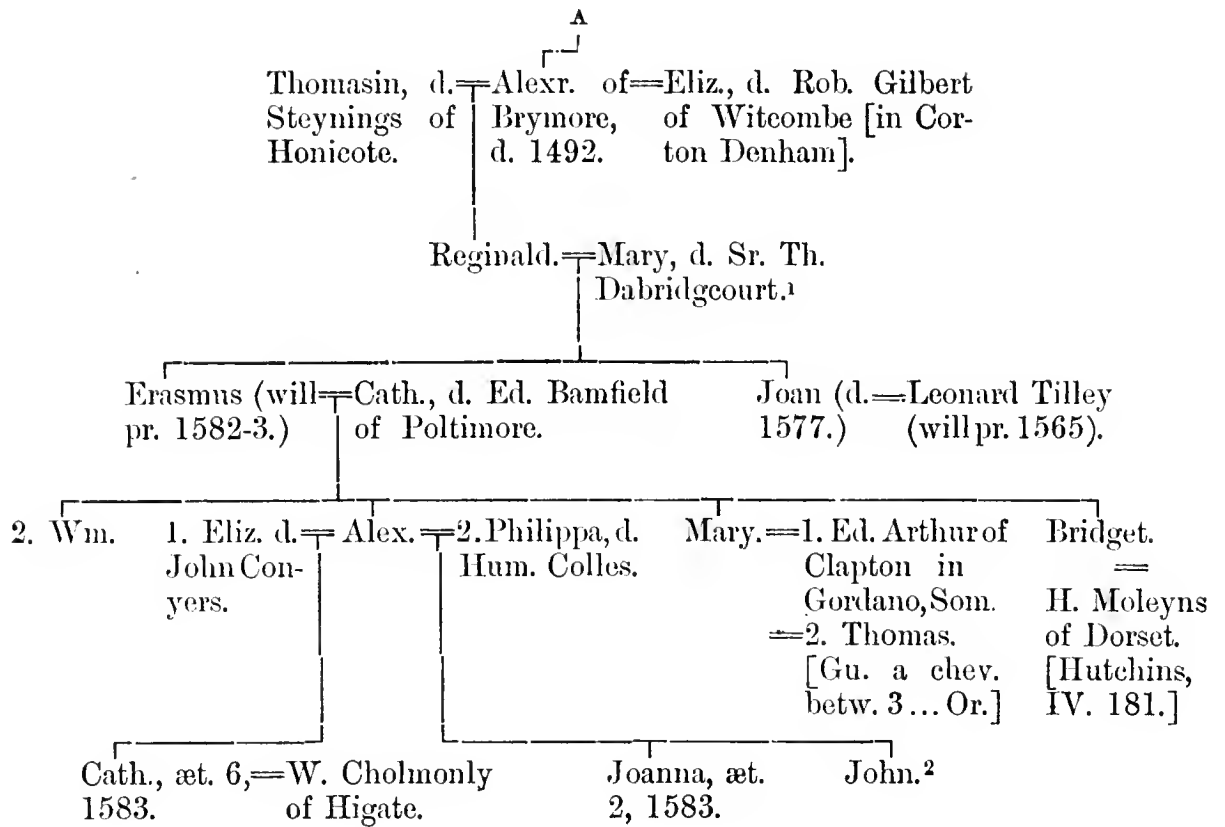 A
Thomasin, d.=Alexr. of=Eliz., d. Rob. Gilbert
Steynings of Brymore, of Witcombe [in Cor-
Honicote. d. 1492. ton Denham].
Reginald.=Mary, d. Sr. Th.
Dabridgcourt.¹
Erasmus (will=Cath., d. Ed. Bamfield Joan (d.=Leonard Tilley
pr. 1582-3.) of Poltimore. 1577.) (will pr. 1565).
2. Wm. 1. Eliz. d.= Alex.=2. Philippa, d. Mary.=1. Ed. Arthur of Bridget.
John Con- Hum. Colles. Clapton in =
yers. Gordano, Som. H. Moleyns
=2. Thomas. of Dorset.
[Gu. a chev. [Hutchins,
betw. 3... Or.] IV. 181.]
Cath., æt. 6,=W. Cholmonly Joanna, æt. John.²
1583. of Higate. 2, 1583.